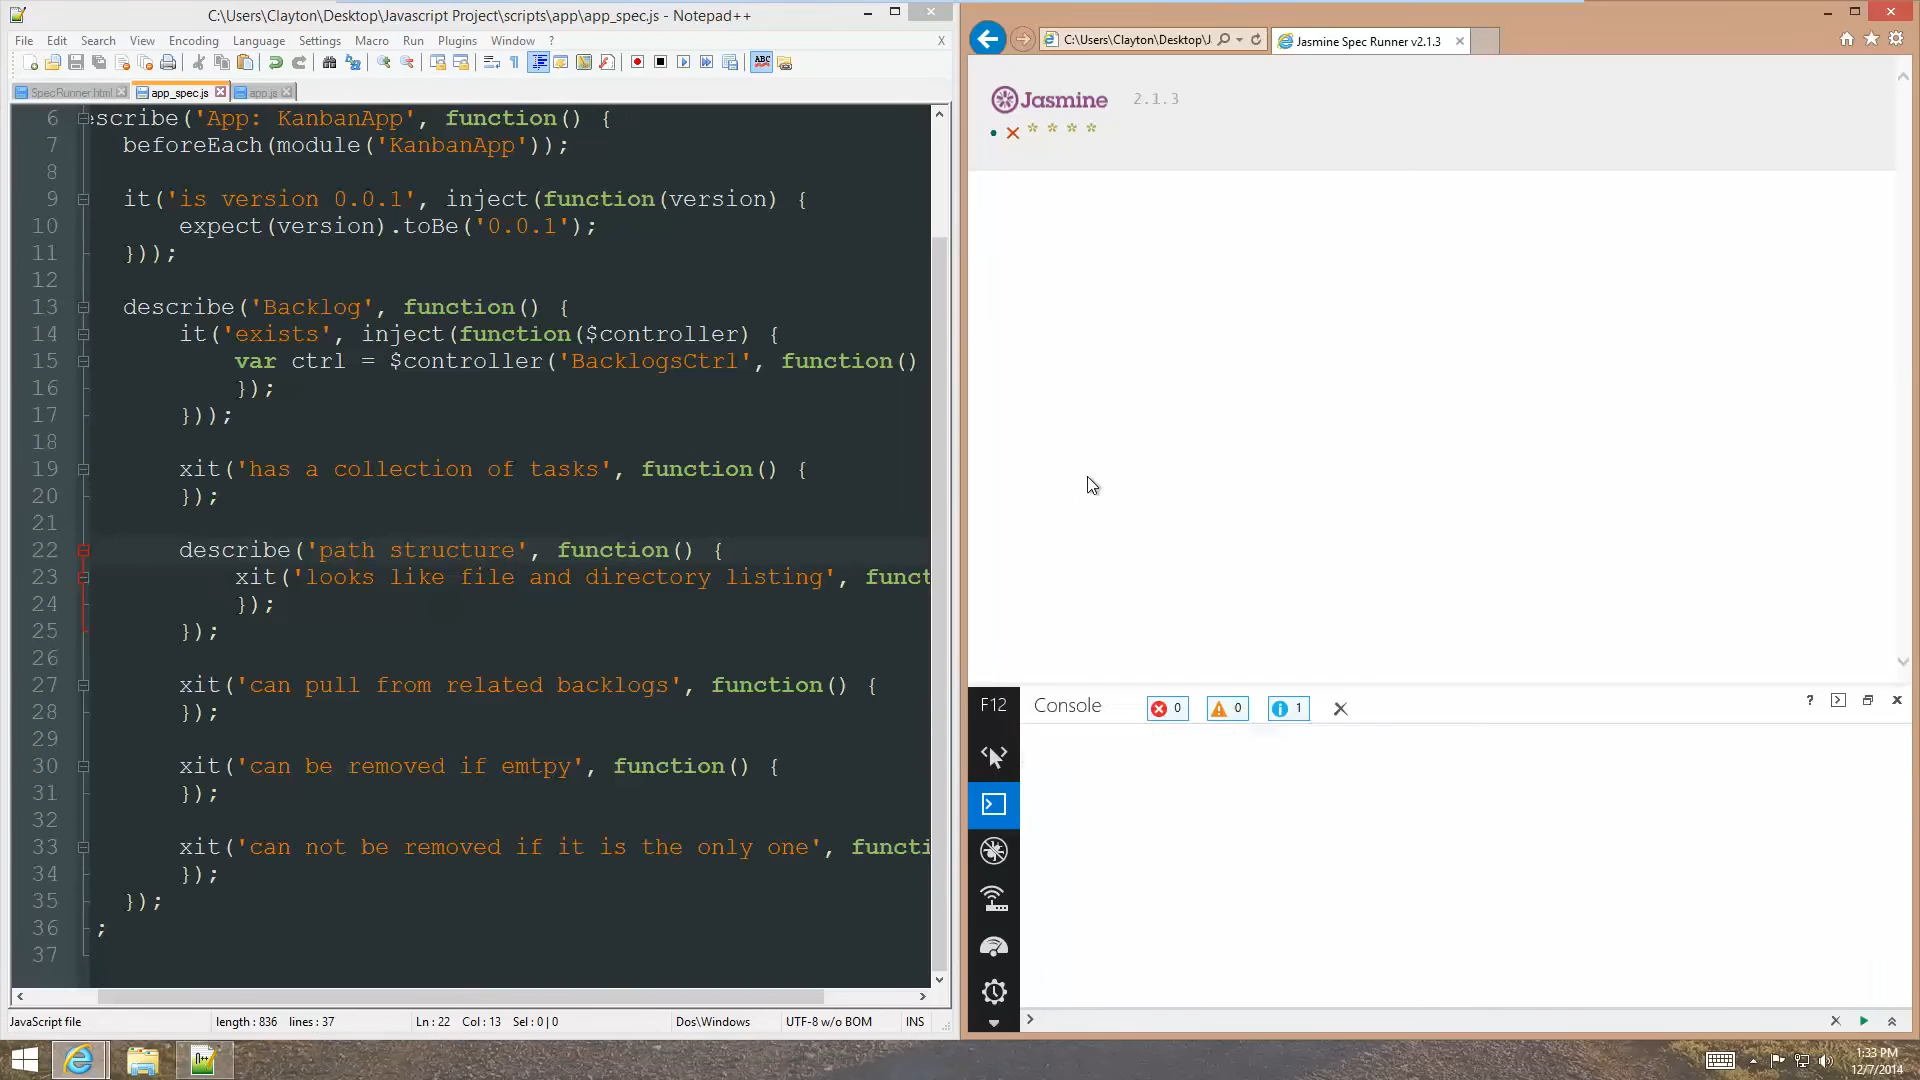 C:\Users\Clayton\Desktop\Javascript Project\scripts\app\app_spec.js - Notepad++
File Edit Search View Encoding Language Settings Macro Run Plugins Window ? X
SpecRunner.html app_spec.js app.js
6 escribe('App: KanbanApp', function() {
7 beforeEach(module('KanbanApp'));
8
9 it('is version 0.0.1', inject(function(version) {
10 expect(version).toBe('0.0.1');
11 }));
12
13 describe('Backlog', function() {
14 it('exists', inject(function($controller) {
15 var ctrl = $controller('BacklogsCtrl', function()
16 });
17 }));
18
19 xit('has a collection of tasks', function() {
20 });
21
22 describe('path structure', function() {
23 xit('looks like file and directory listing', funct
24 });
25 });
26
27 xit('can pull from related backlogs', function() {
28 });
29
30 xit('can be removed if emtpy', function() {
31 });
32
33 xit('can not be removed if it is the only one', functi
34 });
35 });
36 ;
37
JavaScript file length : 836 lines : 37 Ln : 22 Col : 13 Sel : 0 | 0 Dos\Windows UTF-8 w/o BOM INS
C:\Users\Clayton\Desktop\J Jasmine Spec Runner v2.1.3
Jasmine 2.1.3
• × * * * *
F12 Console 0 0 1
1:33 PM
12/7/2014